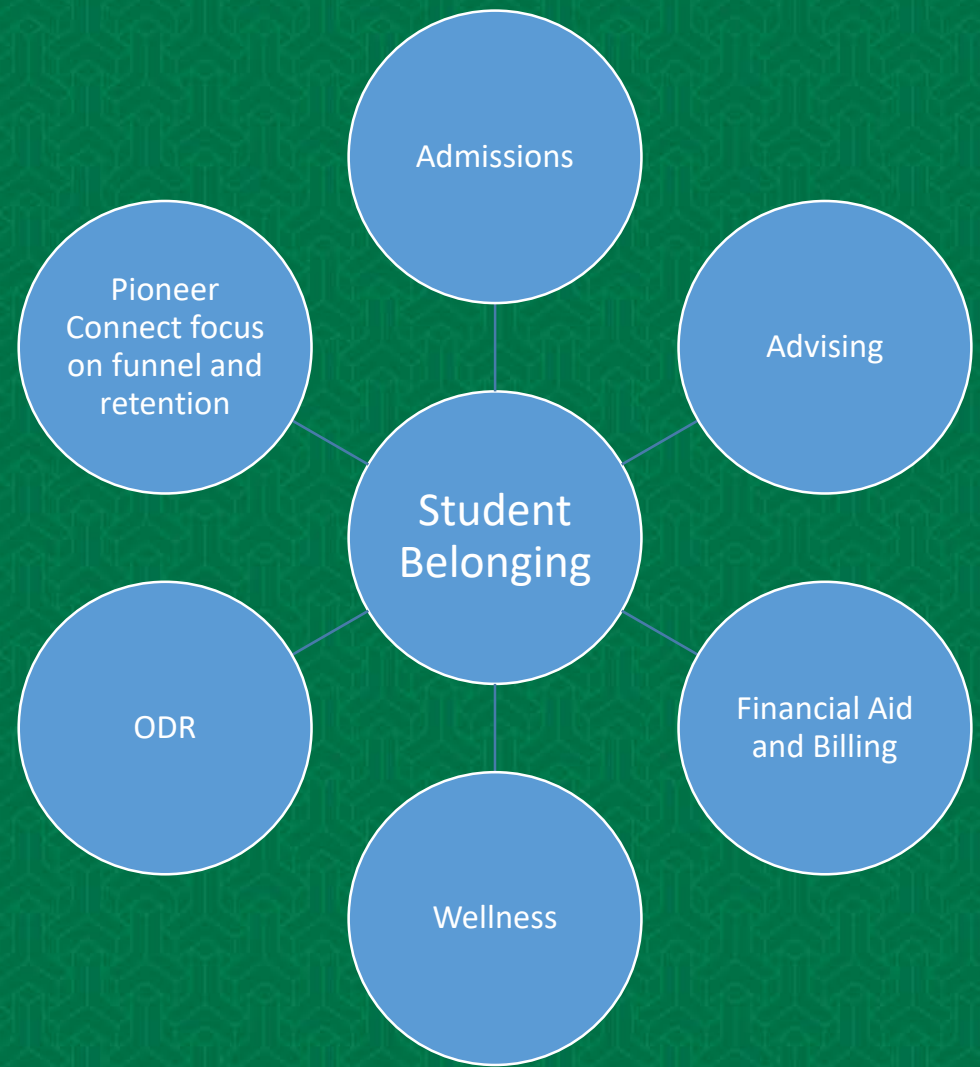 Admissions
Pioneer
Connect focus
on funnel and
retention
Advising
Student
Belonging
ODR
Financial Aid
and Billing
Wellness